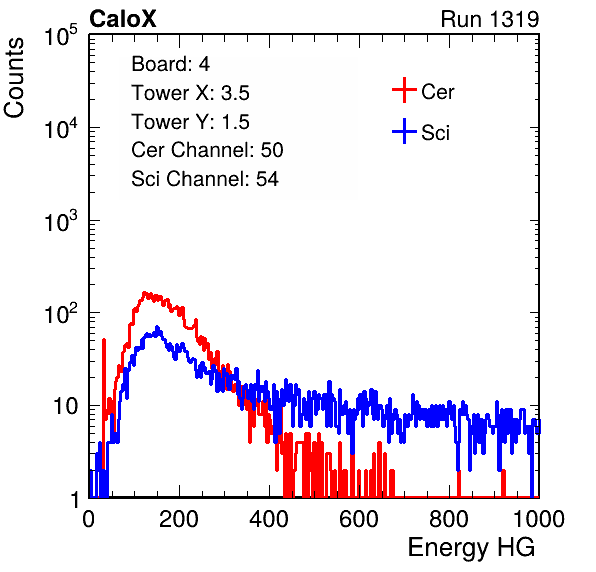 CaloX Run 1319
Counts
10^5
10^4
10^3
10^2
10
1
Board: 4
Tower X: 3.5
Tower Y: 1.5
Cer Channel: 50
Sci Channel: 54
Cer
Sci
0 200 400 600 800 1000
Energy HG